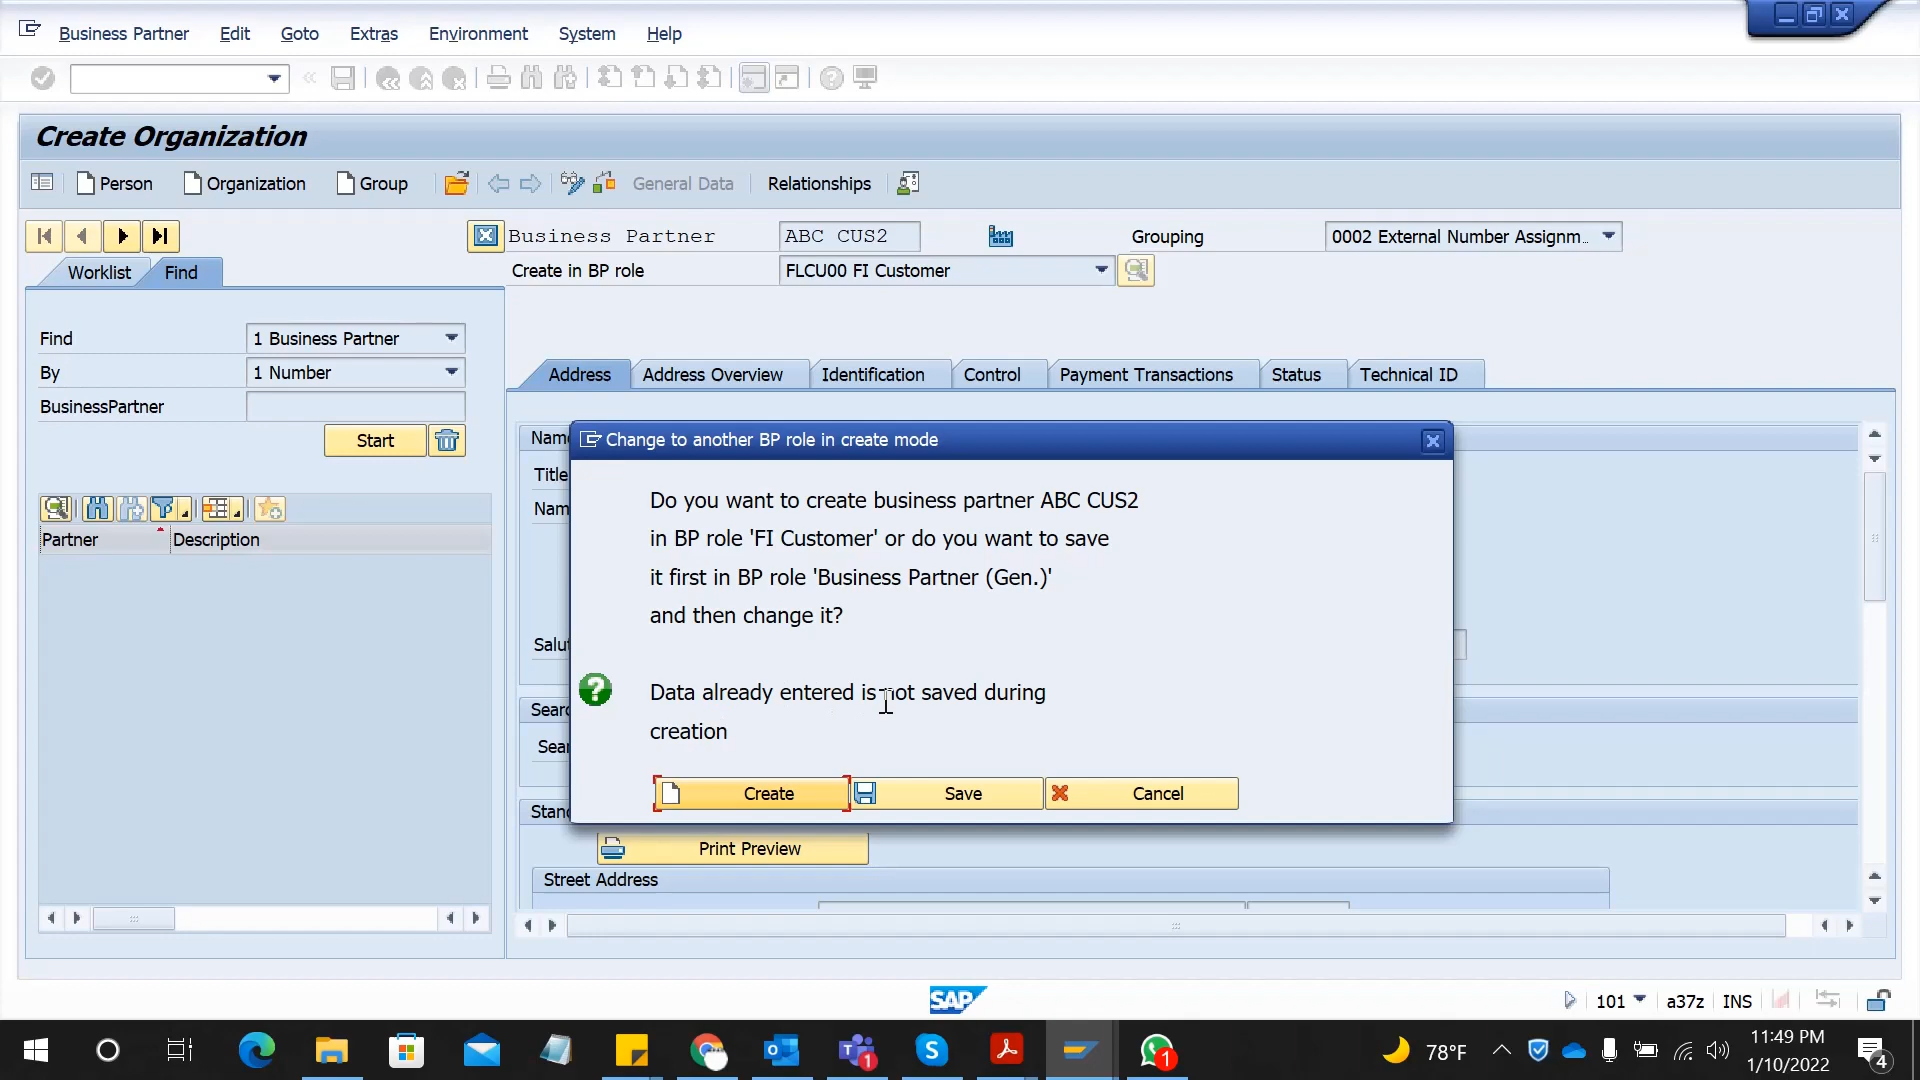 Business Partner Edit Goto Extras Environment System Help
Create Organization
Person Organization Group General Data Relationships
Business Partner ABC CUS2 Grouping 0002 External Number Assignm..
Worklist Find Create in BP role FLCU00 FI Customer
Find 1 Business Partner
By 1 Number
BusinessPartner
Start
Address Address Overview Identification Control Payment Transactions Status Technical ID
Partner Description
Title
Change to another BP role in create mode
Do you want to create business partner ABC CUS2
in BP role 'FI Customer' or do you want to save
it first in BP role 'Business Partner (Gen.)'
and then change it?
Data already entered is not saved during
creation
Create Save Cancel
Print Preview
Street Address
SAP 101 a37z INS
78°F 11:49 PM
1/10/2022
1
1
4